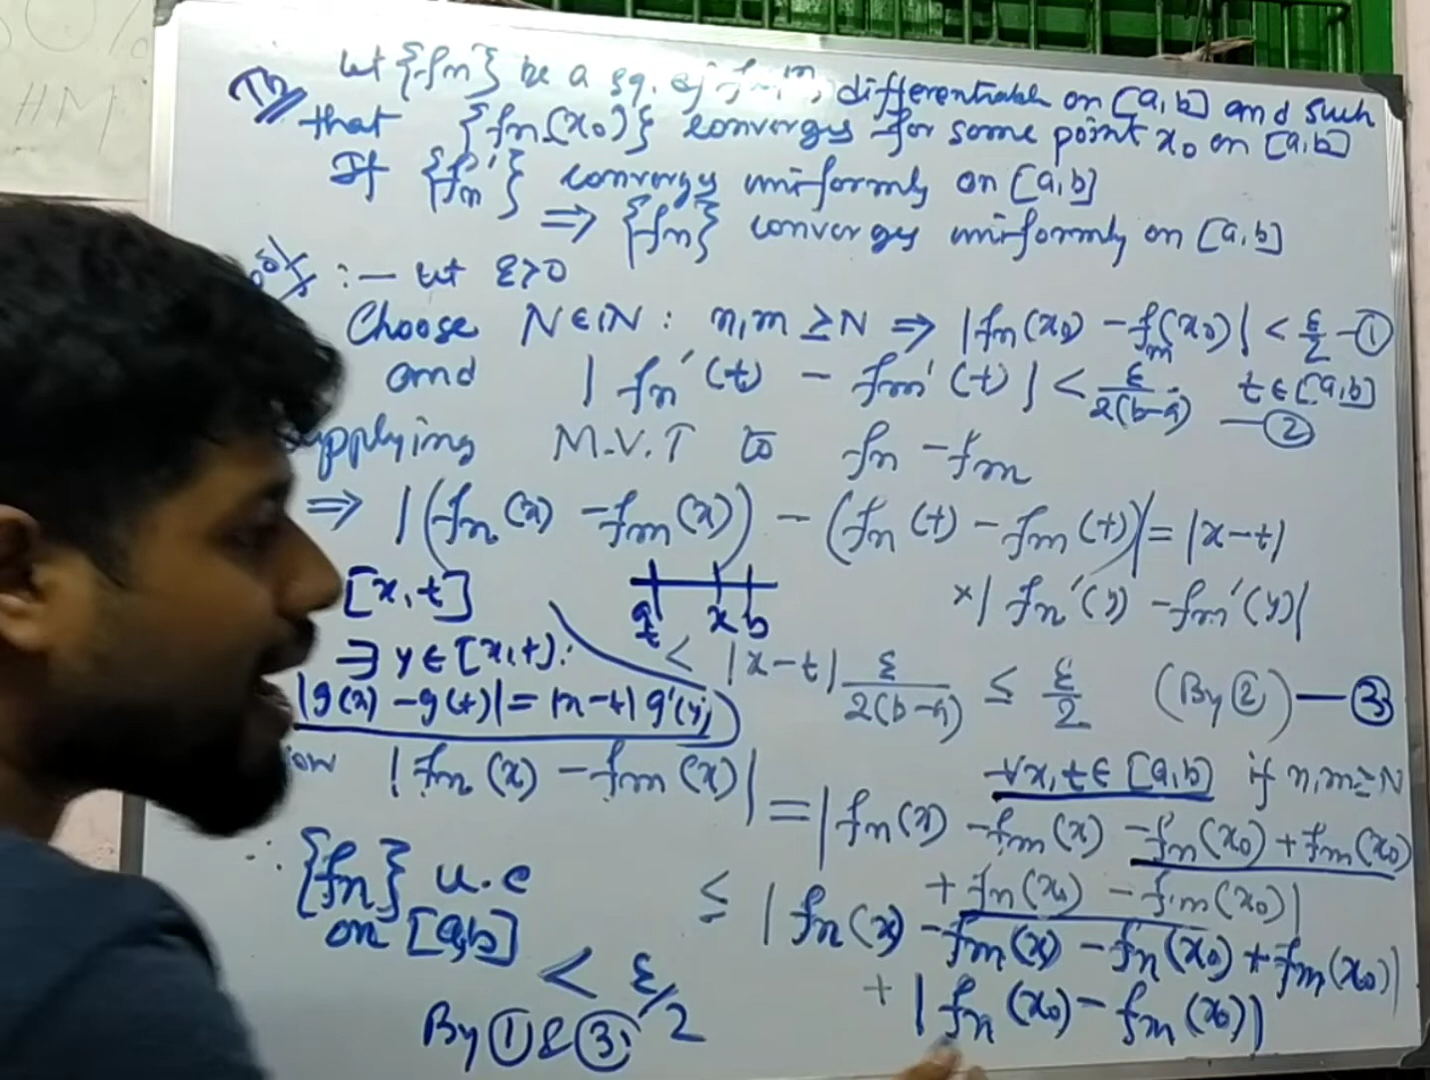 Th let {fn} be a sq. of differentiable on [a,b] and such
that {fn(x₀)} converges for some point x₀ on [a,b]
If {fn'} converges uniformly on [a,b]
⇒ {fn} converges uniformly on [a,b]
:— let ε>0
Choose N∈ℕ : n,m ≥ N ⇒ |fn(x₀) - fm(x₀)| < ε/2 —①
and | fn'(t) - fm'(t) | < ε/2(b-a) t∈[a,b] —②
applying M.V.T to fn - fm
⇒ |(fn(x) - fm(x)) - (fn(t) - fm(t))| = |x-t|
×| fn'(y) - fm'(y)|
[x,t]
a t x b
∃ y∈[x,t]:
|g(x) - g(t)| = |x-t| g'(y)
< |x-t| ε/2(b-a) ≤ ε/2 (By ②) —③
∀x,t∈[a,b] if n,m≥N
|fn(x) - fm(x)|
= |fn(x) - fm(x) - fn(x₀) + fm(x₀)
+ fn(x₀) - fm(x₀)|
≤ | fn(x) - fm(x) - fn(x₀) + fm(x₀)|
+ |fn(x₀) - fm(x₀)|
∴ {fn} u.c
on [a,b]
< ε/2
By ① & ③